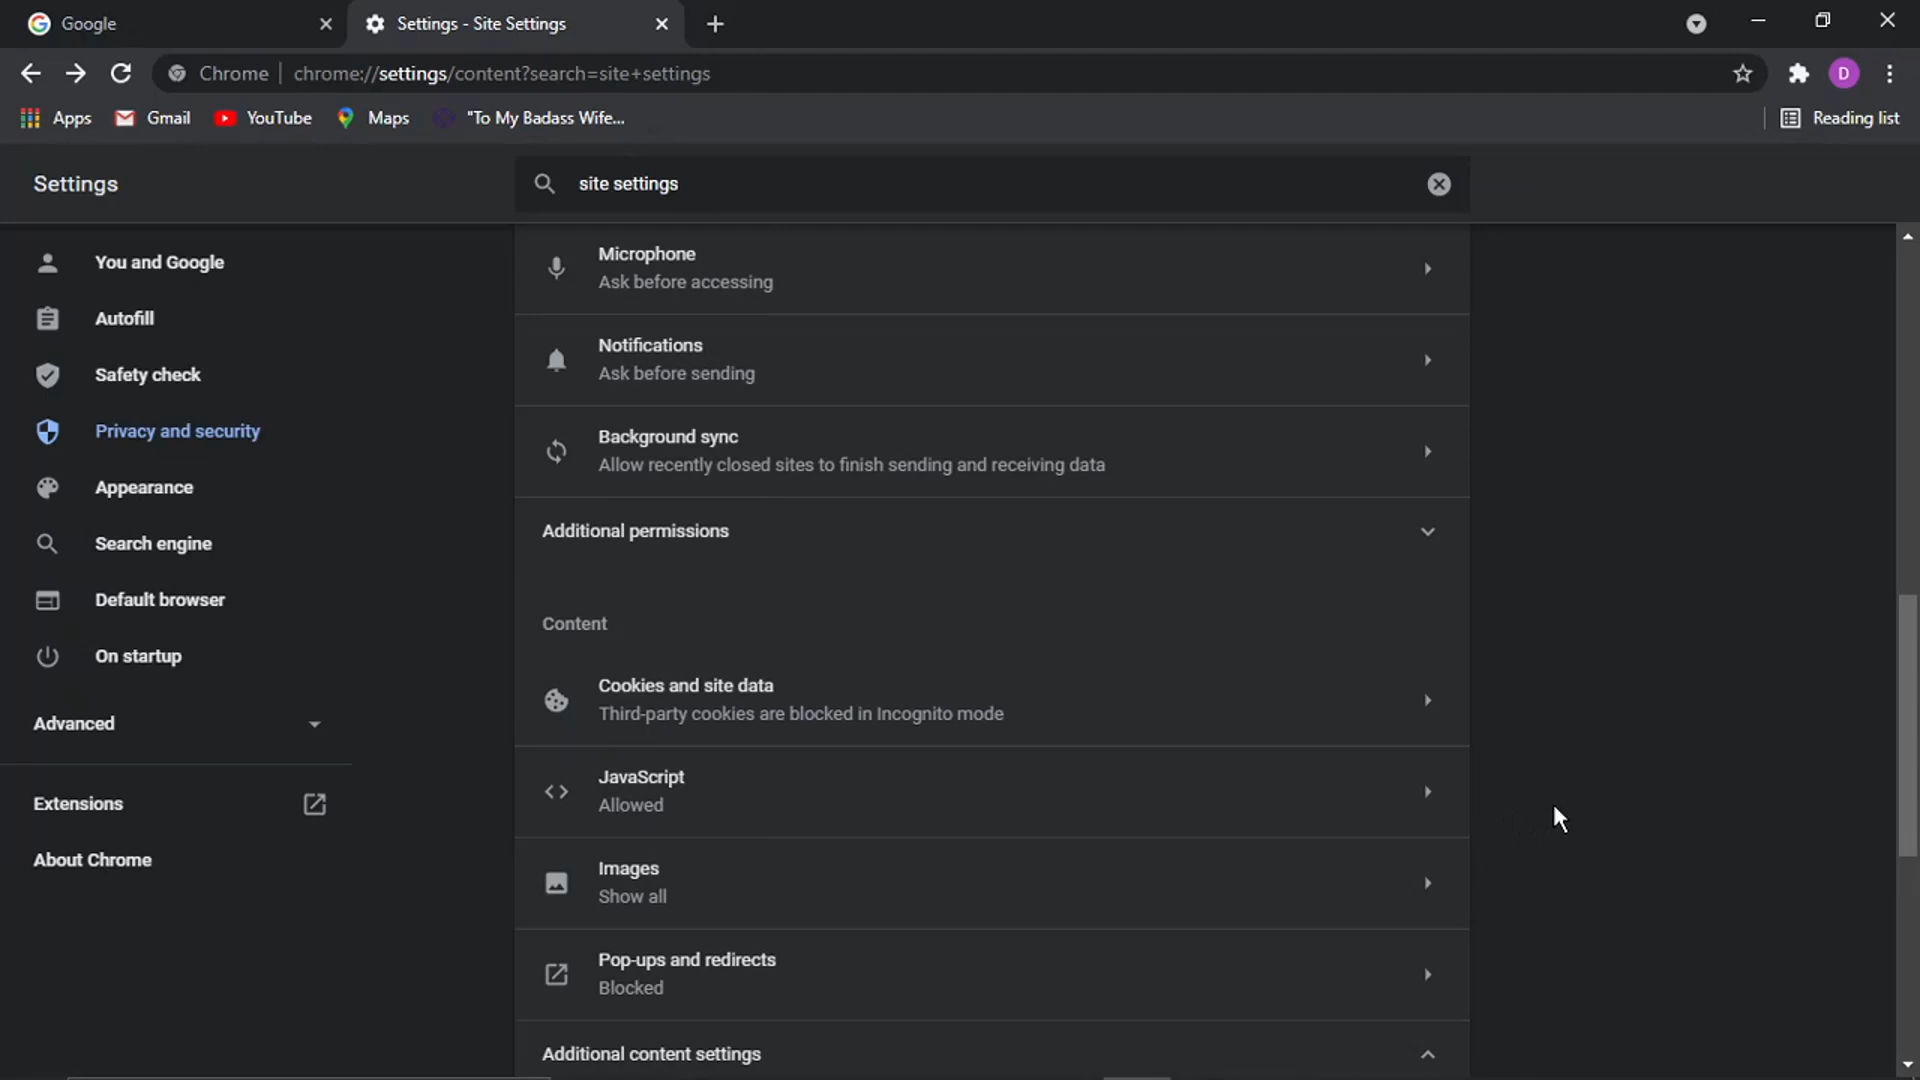 Google
Settings - Site Settings
Chrome
chrome://settings/content?search=site+settings
D
Apps
Gmail
YouTube
Maps
"To My Badass Wife...
Reading list
Settings
site settings
You and Google
Autofill
Safety check
Privacy and security
Appearance
Search engine
Default browser
On startup
Advanced
Extensions
About Chrome
Microphone
Ask before accessing
Notifications
Ask before sending
Background sync
Allow recently closed sites to finish sending and receiving data
Additional permissions
Content
Cookies and site data
Third-party cookies are blocked in Incognito mode
JavaScript
Allowed
Images
Show all
Pop-ups and redirects
Blocked
Additional content settings